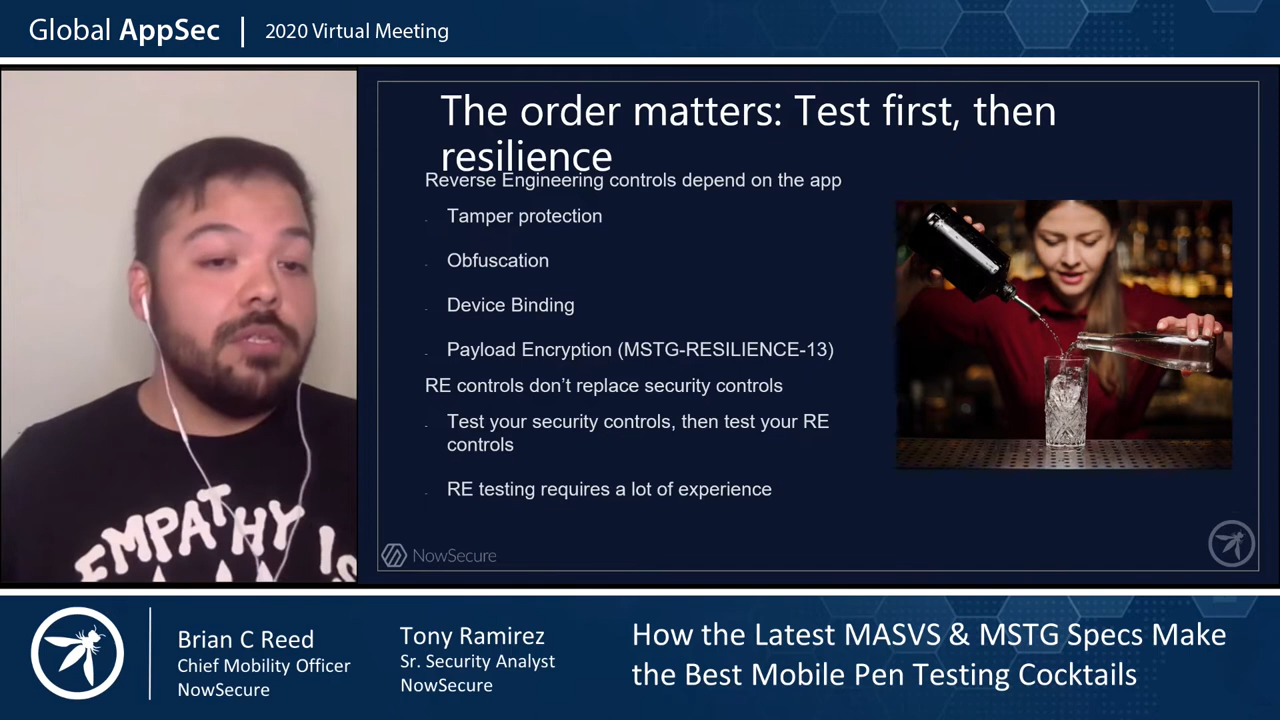 Global AppSec | 2020 Virtual Meeting
The order matters: Test first, then
resilience
Reverse Engineering controls depend on the app
- Tamper protection
- Obfuscation
- Device Binding
- Payload Encryption (MSTG-RESILIENCE-13)
RE controls don’t replace security controls
- Test your security controls, then test your RE
controls
- RE testing requires a lot of experience
NowSecure
EMPATHY IS
Brian C Reed
Chief Mobility Officer
NowSecure
Tony Ramirez
Sr. Security Analyst
NowSecure
How the Latest MASVS & MSTG Specs Make
the Best Mobile Pen Testing Cocktails